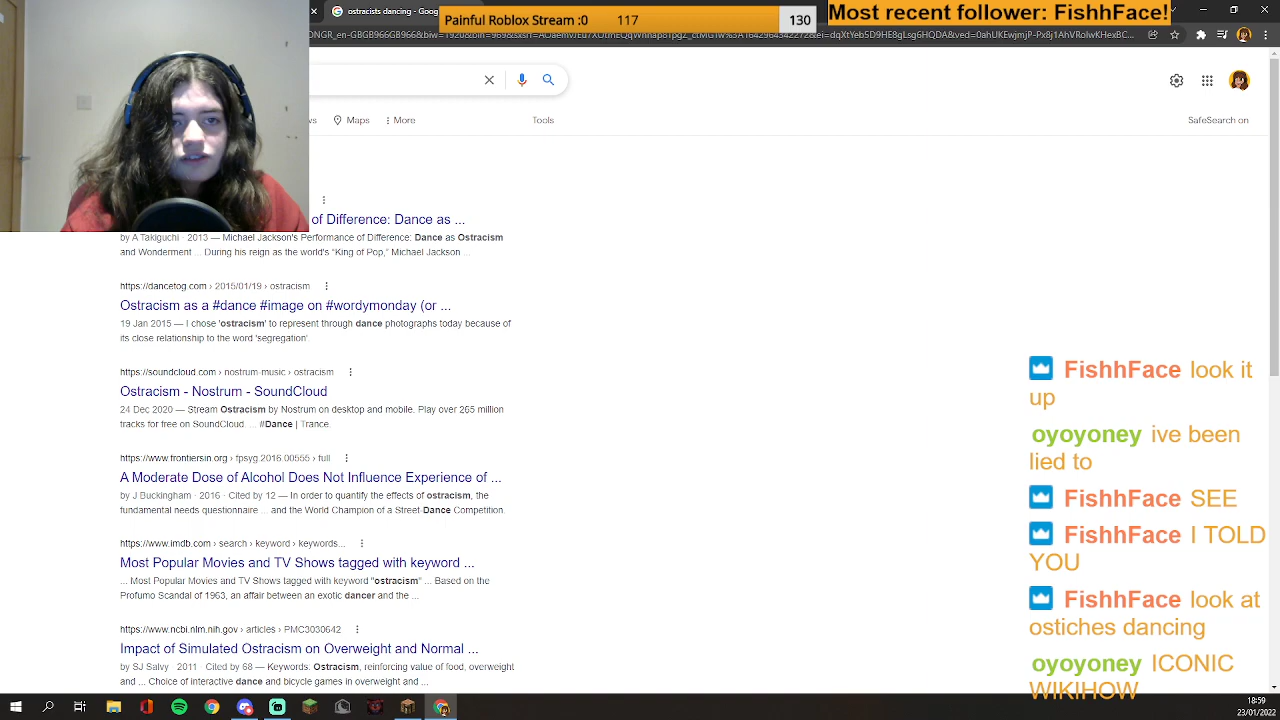 ostracist dancing - Goo
Painful Roblox Stream :0 117 130
Most recent follower: FishhFace!
Maps
More
Tools
SafeSearch on
of Difference: Dance as ...
by A Takiguchi · 2013 — Michael Jackson's Performance of Difference: Dance as Ostracism
and Wonderment ... During his reign as the world's “King of Pop,” Michael Jackson ...
https://dancetog.com › 2015/01/19 › ostracism
Ostracism as a #dance #image on #wordymonday (or ...
19 Jan 2015 — I chose 'ostracism' to represent through dance photographs today because of
its close relationship to the word 'segregation'.
https://soundcloud.com › nostrum-music › ostracism
Ostracism - Nostrum - SoundCloud
24 Dec 2020 — Stream Ostracism by Nostrum on desktop and mobile. Play over 265 million
tracks for free on SoundCloud. ... #Dance | Trance.
https://www.frontiersin.org › fpsyg.2016.00555 › full
A Moderate Dose of Alcohol Does Not Influence Experience of ...
by J Buckingham · 2016 · Cited by 12 — In order to quantify the effects of ostracism, the
fundamental needs questionnaire ... and the World Champion of a Street-Dance Competition.
https://www.imdb.com › search › keyword › keywords...
Most Popular Movies and TV Shows tagged with keyword ...
... Most Popular Movies and TV Shows tagged with keyword "ostracism" ... Based on the
Profumo Scandal of 1963, an affair between an exotic dancer and the ...
https://www.ncbi.nlm.nih.gov › articles › PMC3030642
Impact of Simulated Ostracism on Overweight and Normal ...
by SJ Salvy · 2011 · Cited by 88 — Keywords: Ostracism, reinforcing value of food, overweight
and ... Choice of interactive dance and bicycle games in overweight and ...
FishhFace look it
up
oyoyoney ive been
lied to
FishhFace SEE
FishhFace I TOLD
YOU
FishhFace look at
ostiches dancing
oyoyoney ICONIC
WIKIHOW
18:59
23/01/2022